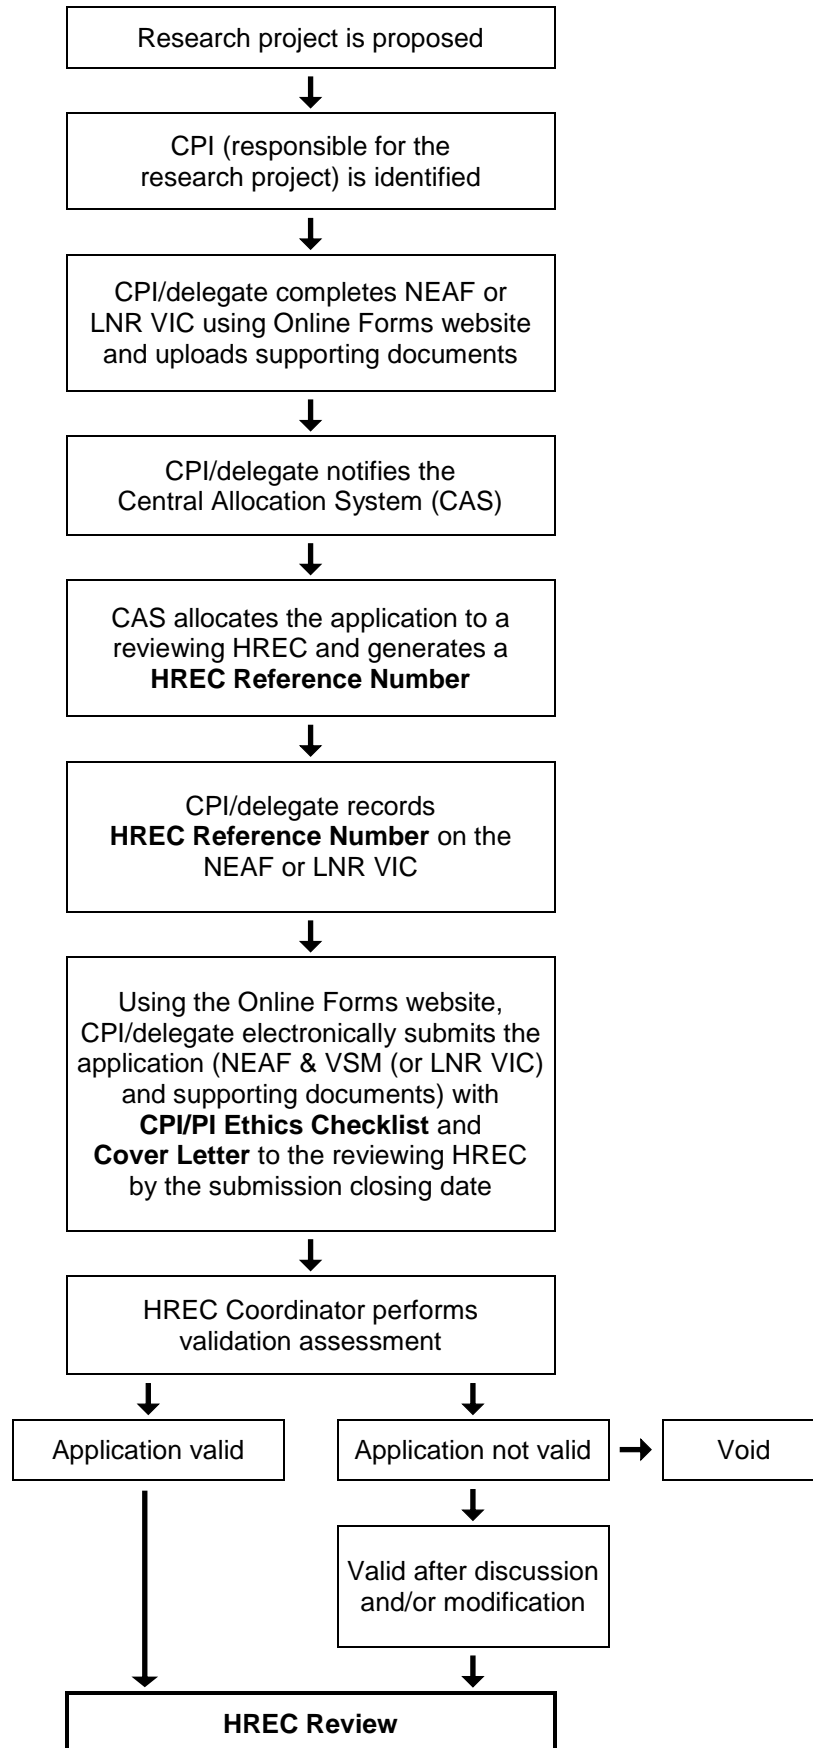 Research project is proposed
CPI (responsible for the
research project) is identified
CPI/delegate completes NEAF or
LNR VIC using Online Forms website
and uploads supporting documents
CPI/delegate notifies the
Central Allocation System (CAS)
CAS allocates the application to a
reviewing HREC and generates a
HREC Reference Number
CPI/delegate records
HREC Reference Number on the
NEAF or LNR VIC
Using the Online Forms website,
CPI/delegate electronically submits the
application (NEAF & VSM (or LNR VIC)
and supporting documents) with
CPI/PI Ethics Checklist and
Cover Letter to the reviewing HREC
by the submission closing date
HREC Coordinator performs
validation assessment
Application valid
Application not valid
Void
Valid after discussion
and/or modification
HREC Review